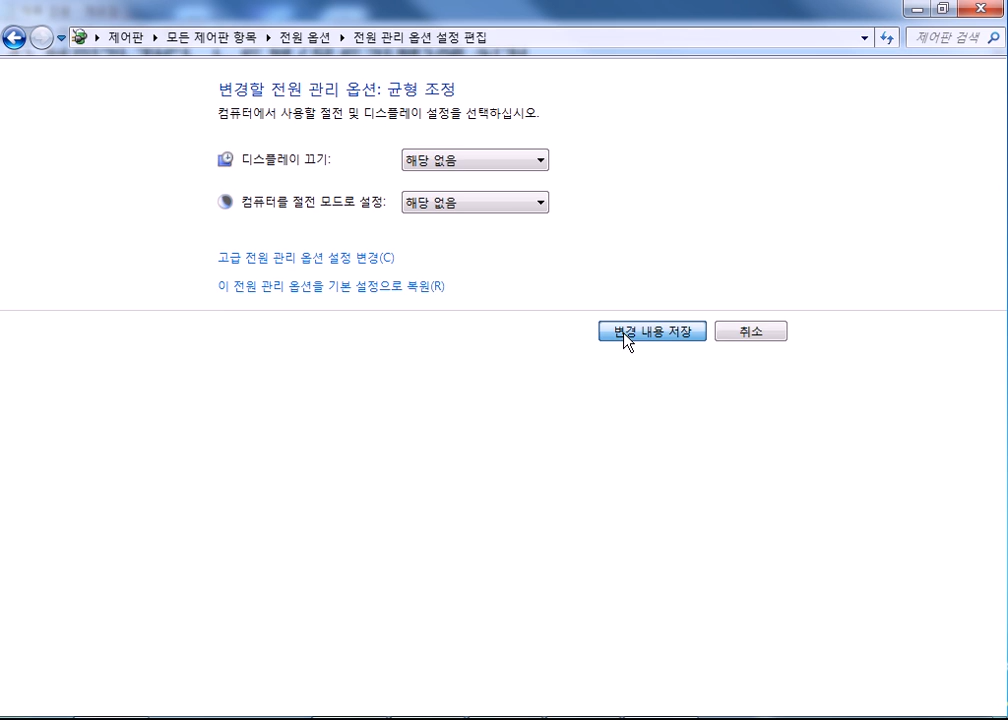 제어판 ▸ 모든 제어판 항목 ▸ 전원 옵션 ▸ 전원 관리 옵션 설정 편집
제어판 검색
변경할 전원 관리 옵션: 균형 조정
컴퓨터에서 사용할 절전 및 디스플레이 설정을 선택하십시오.
디스플레이 끄기: 해당 없음
컴퓨터를 절전 모드로 설정: 해당 없음
고급 전원 관리 옵션 설정 변경(C)
이 전원 관리 옵션을 기본 설정으로 복원(R)
변경 내용 저장 취소